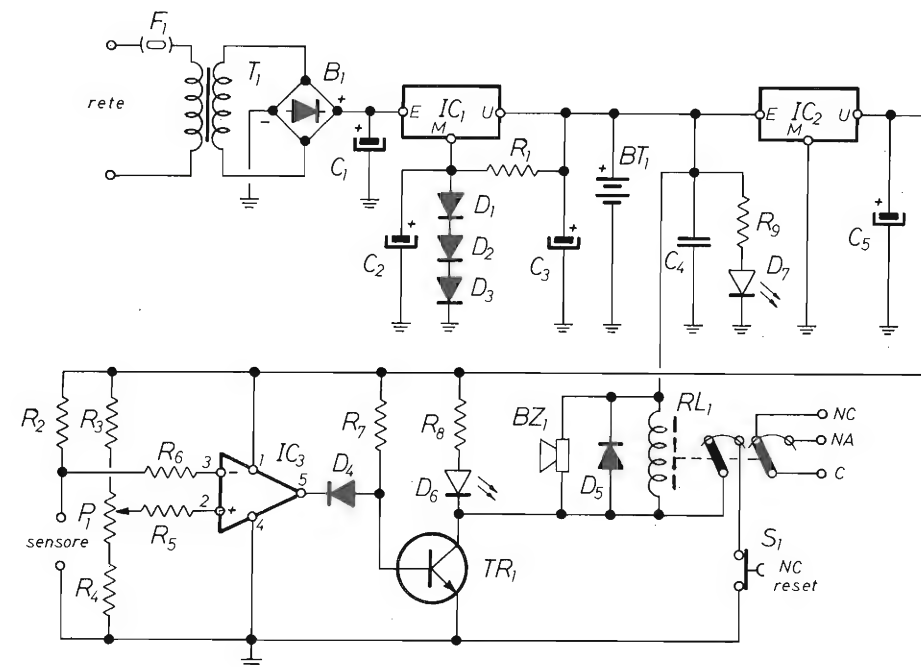 F1
T1
B1
rete
- +
+
C1
E IC1 U
M
R1
+
C2
D1
D2
D3
+
C3
+
BT1
C4
R9
D7
E IC2 U
M
+
C5
R2
R3
R6
3 -
1
IC3
5
D4
R7
R8
D6
BZ1
D5
RL1
NC
NA
C
P1
2 +
4
R5
sensore
R4
TR1
S1
NC
reset